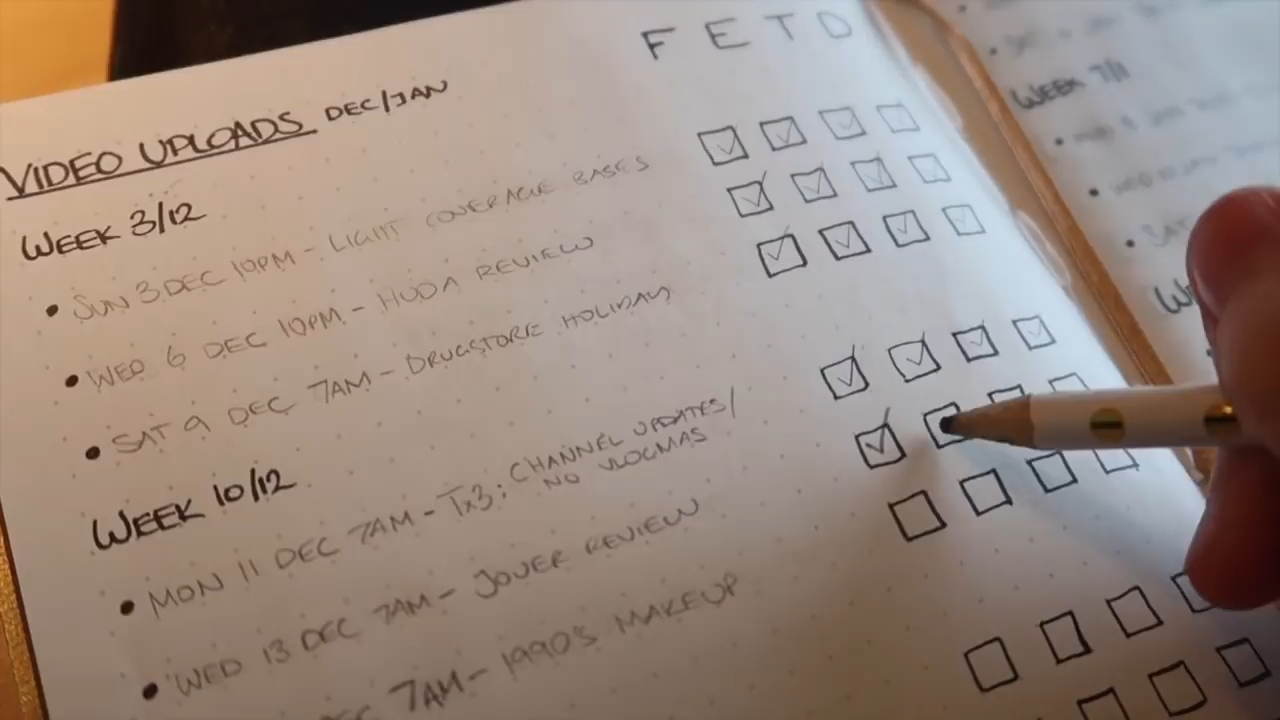 F E T D
VIDEO UPLOADS DEC/JAN
WEEK 3/12
• SUN 3 DEC 10PM - LIGHT COVERAGE BASES
• WED 6 DEC 10PM - HUDA REVIEW
• SAT 9 DEC 7AM - DRUGSTORE HOLIDAY
WEEK 10/12
• MON 11 DEC 7AM - Tx3: CHANNEL UPDATES/
NO VLOGMAS
• WED 13 DEC 7AM - JOUER REVIEW
7AM - 1990S MAKEUP
WEEK 7/1